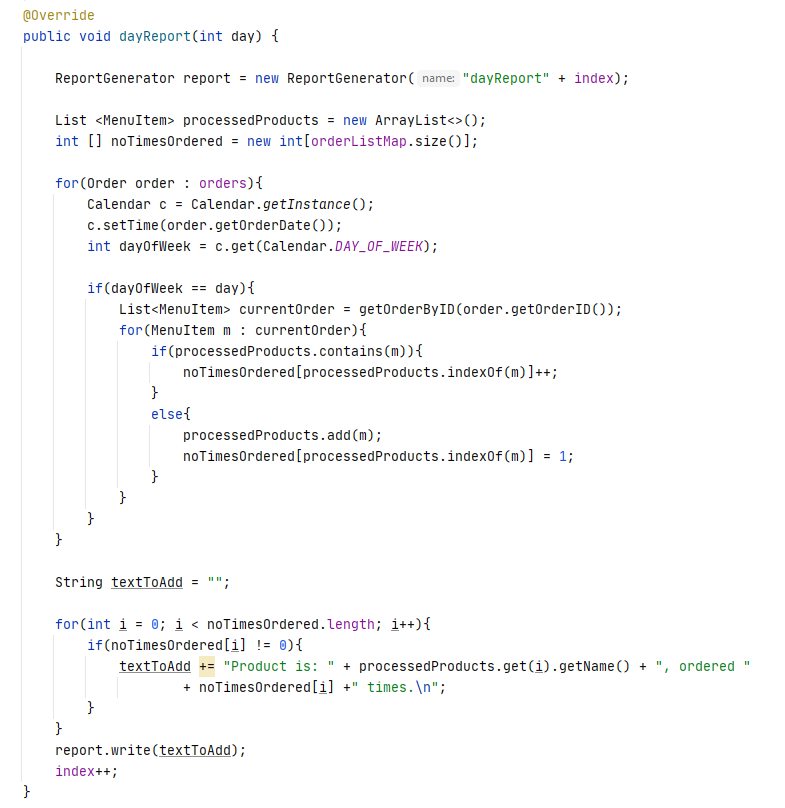 @Override
public void dayReport(int day) {
ReportGenerator report = new ReportGenerator( name: "dayReport" + index);
List <MenuItem> processedProducts = new ArrayList<>();
int [] noTimesOrdered = new int[orderListMap.size()];
for(Order order : orders){
Calendar c = Calendar.getInstance();
c.setTime(order.getOrderDate());
int dayOfWeek = c.get(Calendar.DAY_OF_WEEK);
if(dayOfWeek == day){
List<MenuItem> currentOrder = getOrderByID(order.getOrderID());
for(MenuItem m : currentOrder){
if(processedProducts.contains(m)){
noTimesOrdered[processedProducts.indexOf(m)]++;
}
else{
processedProducts.add(m);
noTimesOrdered[processedProducts.indexOf(m)] = 1;
}
}
}
}
String textToAdd = "";
for(int i = 0; i < noTimesOrdered.length; i++){
if(noTimesOrdered[i] != 0){
textToAdd += "Product is: " + processedProducts.get(i).getName() + ", ordered "
+ noTimesOrdered[i] +" times.\n";
}
}
report.write(textToAdd);
index++;
}